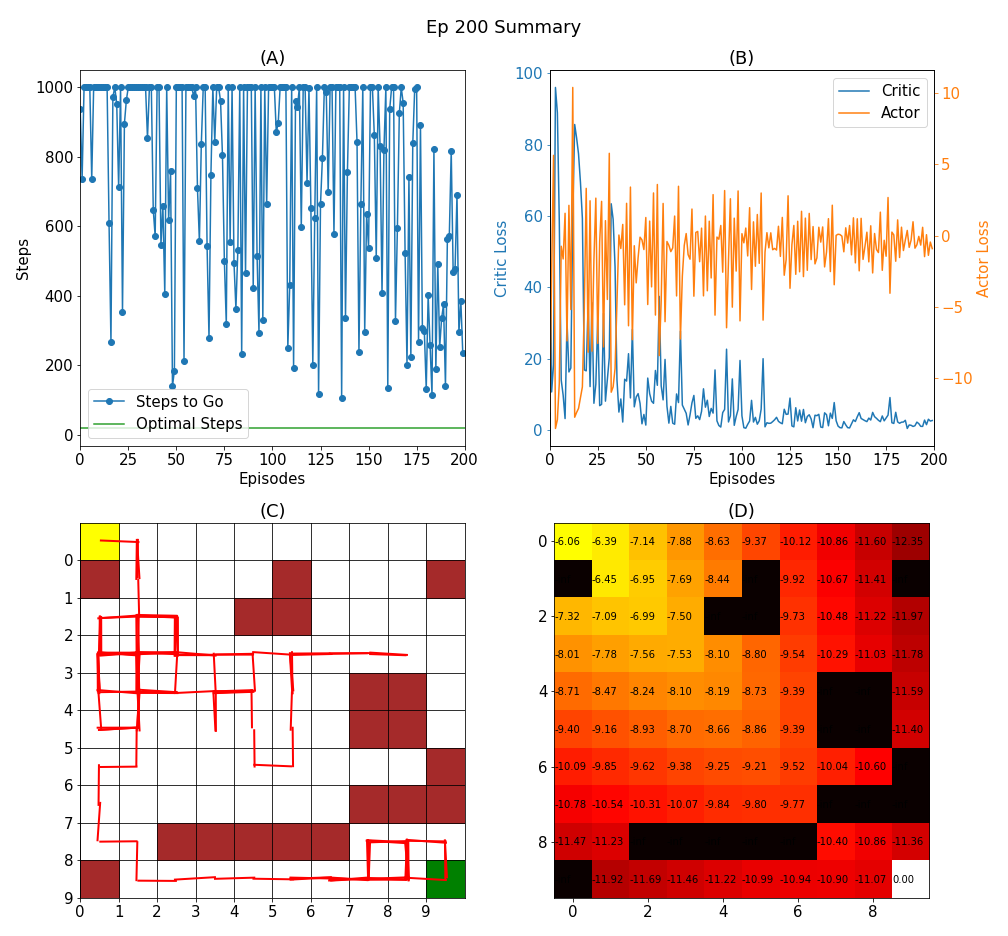 Ep 200 Summary
(A)
Steps
1000
800
600
400
200
0
Steps to Go
Optimal Steps
0 25 50 75 100 125 150 175 200
Episodes
(B)
Critic Loss
100
80
60
40
20
0
Critic
Actor
10
5
0
−5
−10
Actor Loss
0 25 50 75 100 125 150 175 200
Episodes
(C)
0
1
2
3
4
5
6
7
8
9
0 1 2 3 4 5 6 7 8 9
(D)
0 -6.06 -6.39 -7.14 -7.88 -8.63 -9.37 -10.12 -10.86 -11.60 -12.35
-6.45 -6.95 -7.69 -8.44 -9.92 -10.67 -11.41
2 -7.32 -7.09 -6.99 -7.50 -9.73 -10.48 -11.22 -11.97
-8.01 -7.78 -7.56 -7.53 -8.10 -8.80 -9.54 -10.29 -11.03 -11.78
4 -8.71 -8.47 -8.24 -8.10 -8.19 -8.73 -9.39 -11.59
-9.40 -9.16 -8.93 -8.70 -8.66 -8.86 -9.39 -11.40
6 -10.09 -9.85 -9.62 -9.38 -9.25 -9.21 -9.52 -10.04 -10.60
-10.78 -10.54 -10.31 -10.07 -9.84 -9.80 -9.77
8 -11.47 -11.23 -10.40 -10.86 -11.36
-11.92 -11.69 -11.46 -11.22 -10.99 -10.94 -10.90 -11.07 0.00
0 2 4 6 8